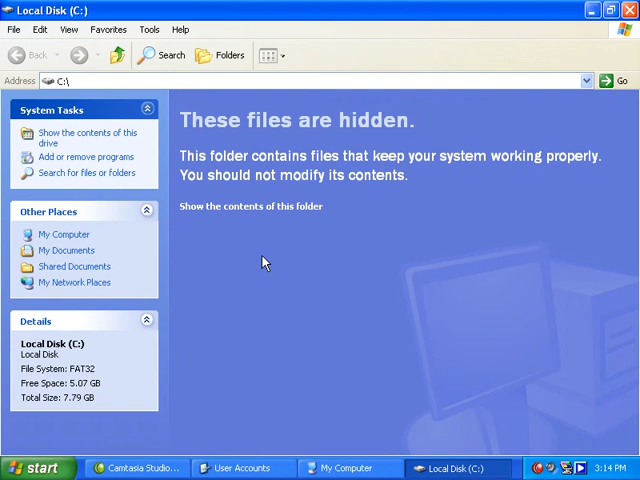 Local Disk (C:)
File Edit View Favorites Tools Help
Back Search Folders
Address C:\ Go
System Tasks
Show the contents of this
drive
Add or remove programs
Search for files or folders
Other Places
My Computer
My Documents
Shared Documents
My Network Places
Details
Local Disk (C:)
Local Disk
File System: FAT32
Free Space: 5.07 GB
Total Size: 7.79 GB
These files are hidden.
This folder contains files that keep your system working properly.
You should not modify its contents.
Show the contents of this folder
start Camtasia Studio... User Accounts My Computer Local Disk (C:) 3:14 PM